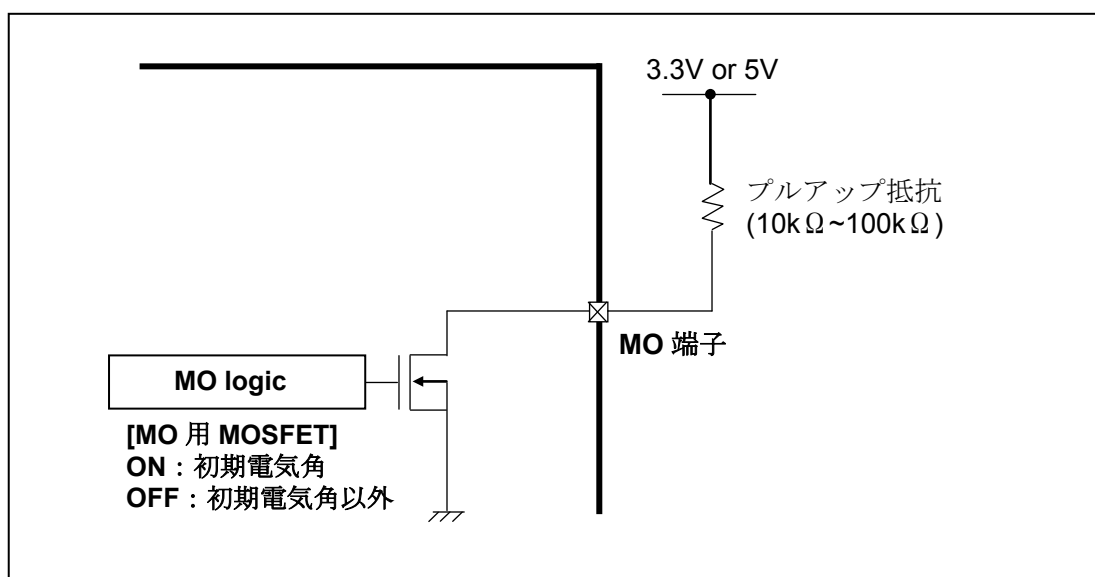 3.3V or 5V
プルアップ抵抗
(10kΩ~100kΩ)
MO 端子
MO logic
[MO 用 MOSFET]
ON：初期電気角
OFF：初期電気角以外